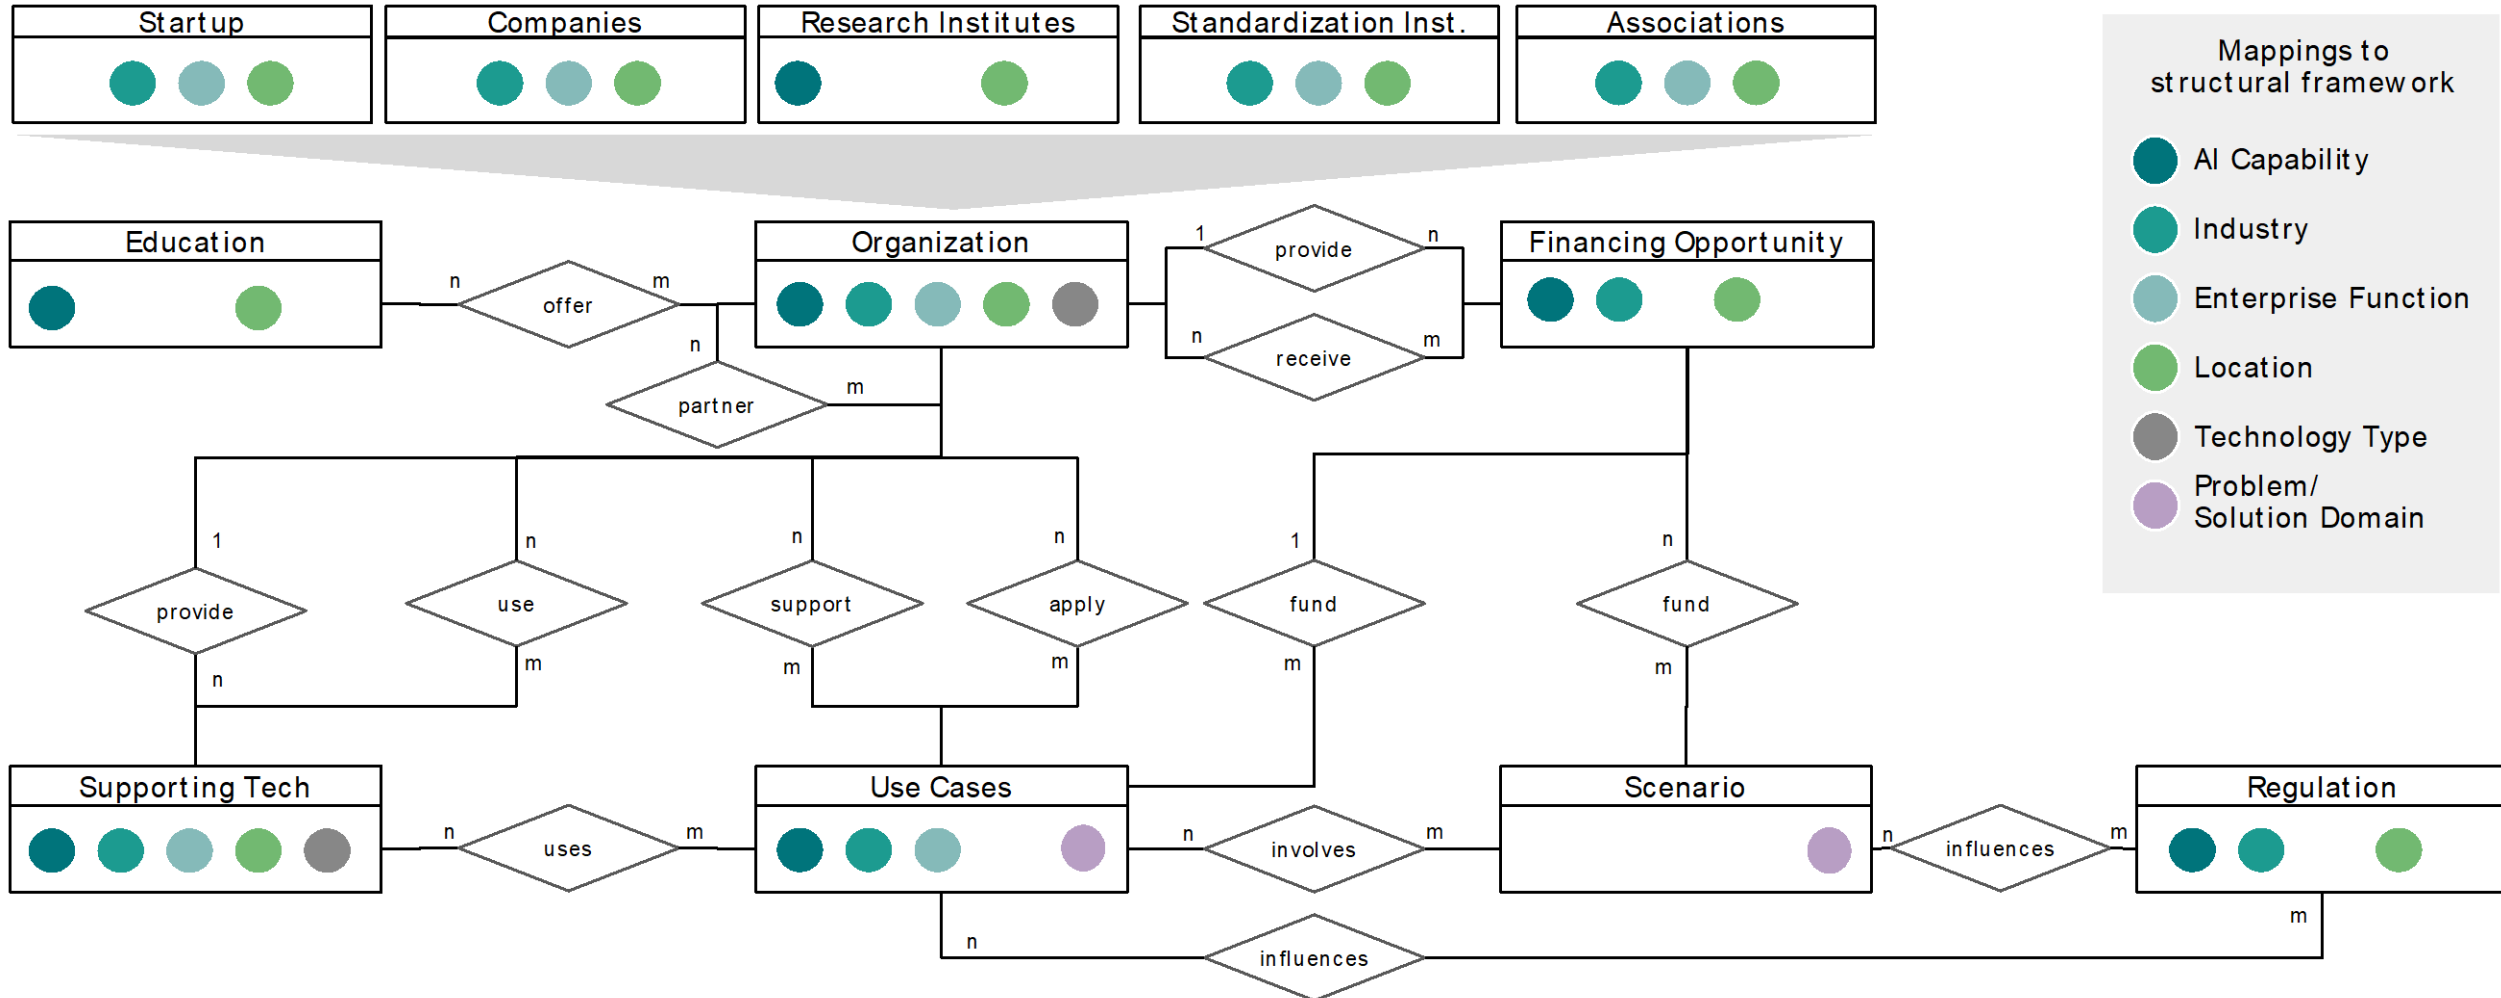 Startup
Companies
Research Institutes
Standardization Inst.
Associations
Mappings to
structural framework
AI Capability
Industry
Enterprise Function
Location
Technology Type
Problem/
Solution Domain
Education
n
offer
m
Organization
1
provide
n
n
receive
m
Financing Opportunity
n
partner
m
1
provide
n
n
use
m
n
support
m
n
apply
m
1
fund
m
n
fund
m
Supporting Tech
n
uses
m
Use Cases
n
involves
m
Scenario
n
influences
m
Regulation
n
influences
m